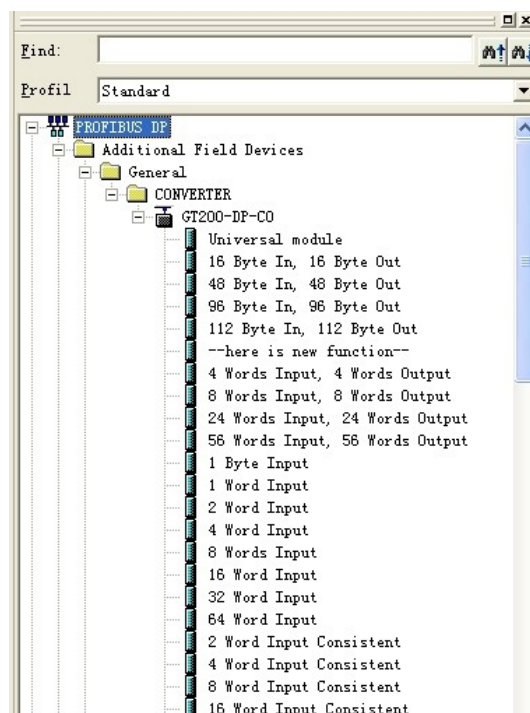 Find:
Profil Standard
PROFIBUS DP
Additional Field Devices
General
CONVERTER
GT200-DP-CO
Universal module
16 Byte In, 16 Byte Out
48 Byte In, 48 Byte Out
96 Byte In, 96 Byte Out
112 Byte In, 112 Byte Out
--here is new function--
4 Words Input, 4 Words Output
8 Words Input, 8 Words Output
24 Words Input, 24 Words Output
56 Words Input, 56 Words Output
1 Byte Input
1 Word Input
2 Word Input
4 Word Input
8 Words Input
16 Word Input
32 Word Input
64 Word Input
2 Word Input Consistent
4 Word Input Consistent
8 Word Input Consistent
16 Word Input Consistent